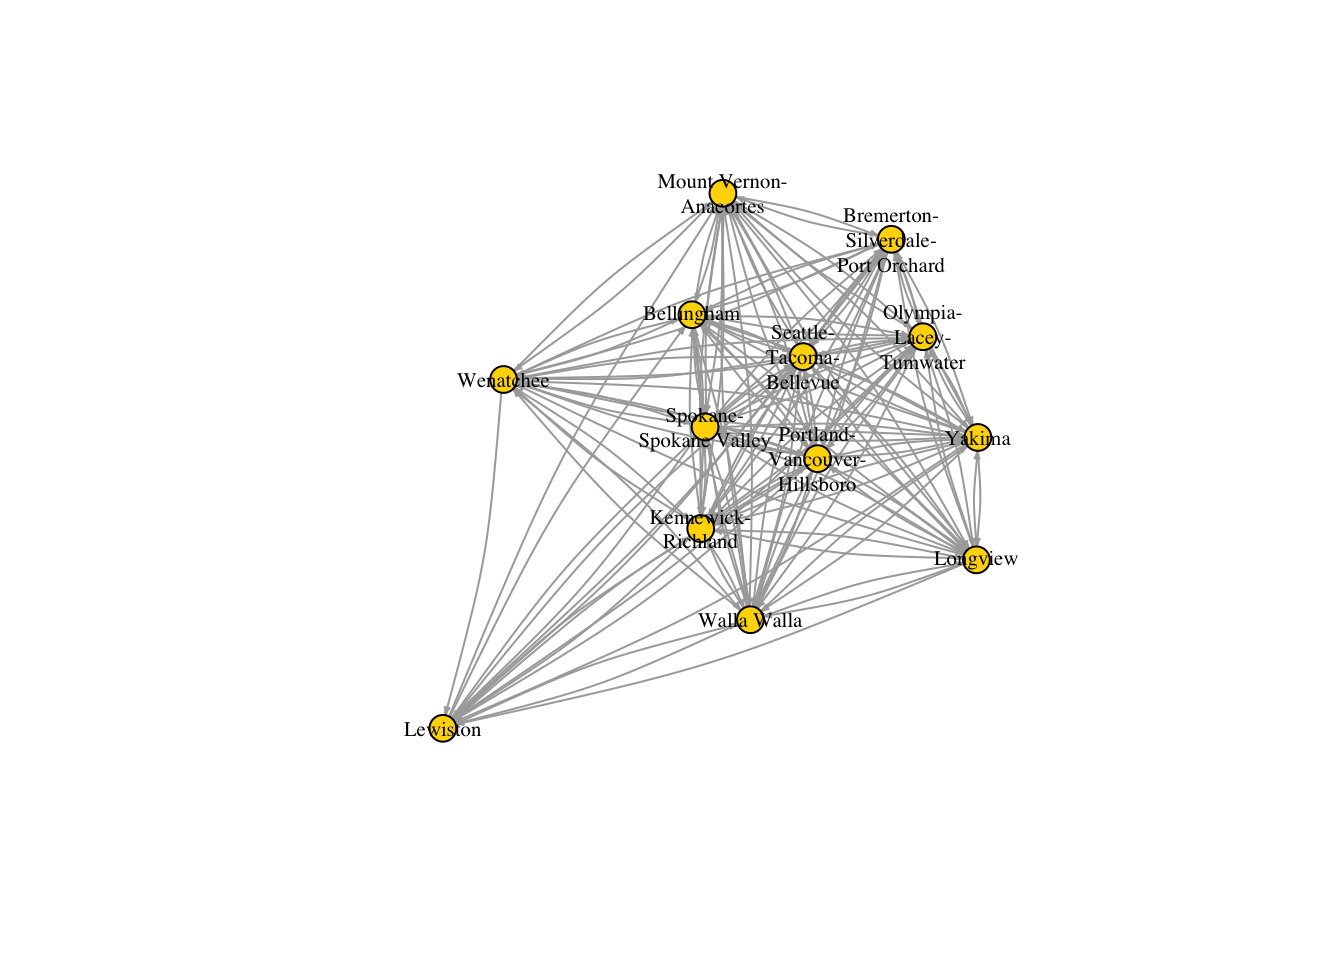 Mount Vernon-
Anacortes
Bremerton-
Silverdale-
Port Orchard
Bellingham
Olympia-
Lacey-
Tumwater
Seattle-
Tacoma-
Bellevue
Wenatchee
Spokane-
Spokane Valley
Portland-
Vancouver-
Hillsboro
Yakima
Kennewick-
Richland
Longview
Walla Walla
Lewiston